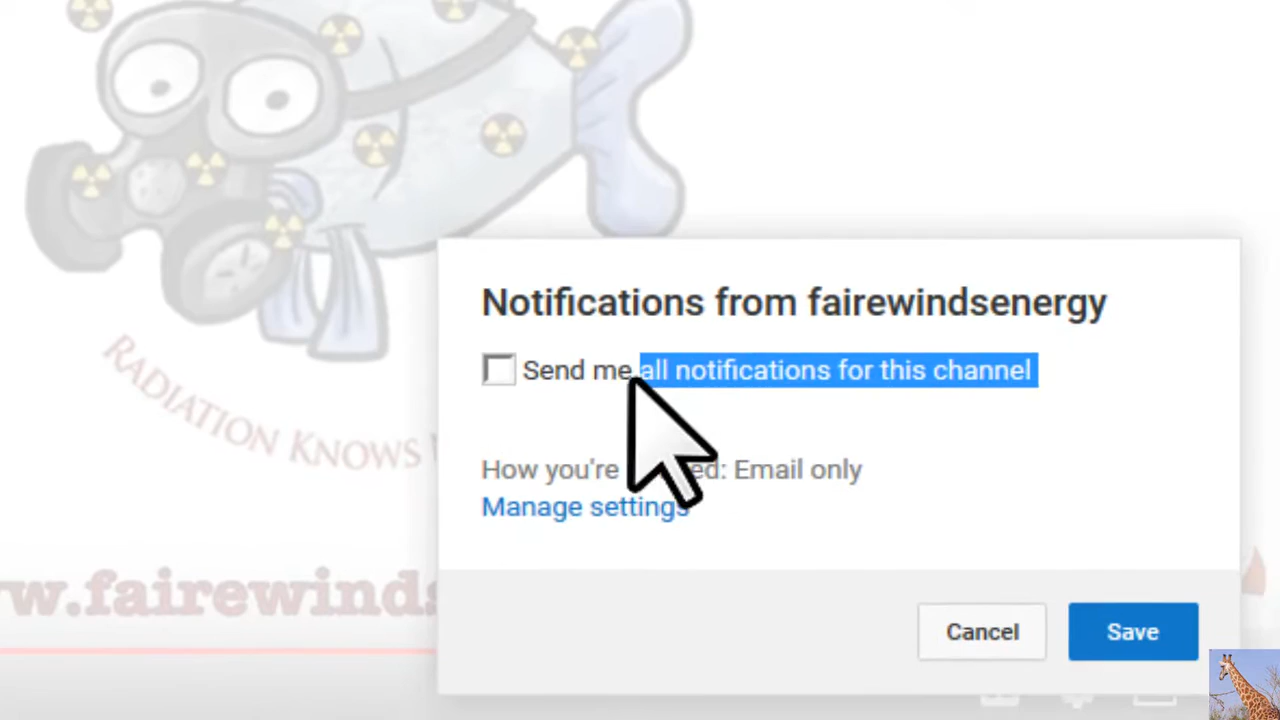 RADIATION KNOWS
Notifications from fairewindsenergy
Send me all notifications for this channel
How you're ed: Email only
Manage settings
w.fairewinds
Cancel
Save